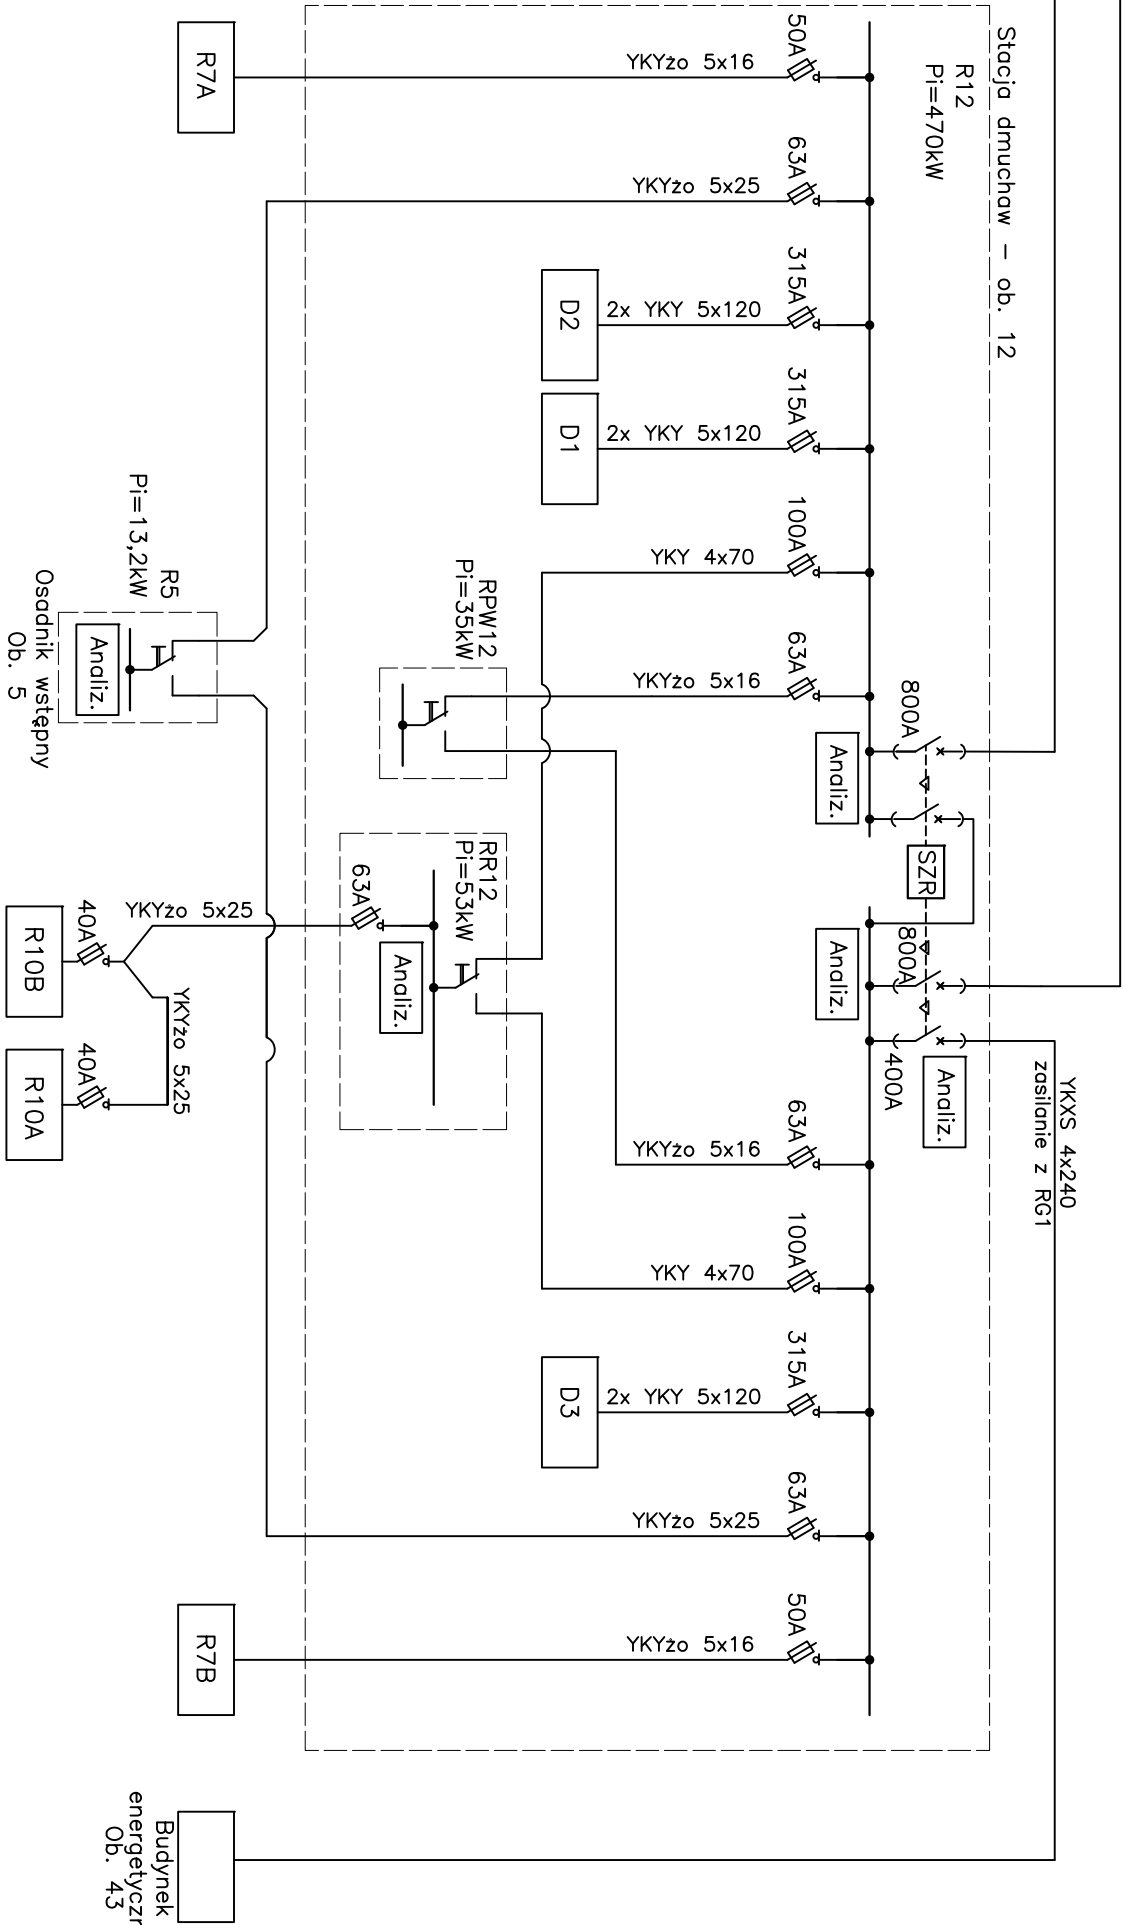 Stacja dmuchaw – ob. 12
R12
Pi=470kW
50A
YKYżo 5x16
R7A
63A
YKYżo 5x25
315A
2x YKY 5x120
D2
315A
2x YKY 5x120
D1
100A
YKY 4x70
63A
YKYżo 5x16
800A
Analiz.
SZR
800A
Analiz.
400A
Analiz.
YKXS 4x240
zasilanie z RG1
RPW12
Pi=35kW
RR12
Pi=53kW
Analiz.
63A
YKYżo 5x25
40A
R10B
YKYżo 5x25
40A
R10A
R5
Pi=13,2kW
Analiz.
Osadnik wstępny
Ob. 5
63A
YKYżo 5x16
100A
YKY 4x70
315A
2x YKY 5x120
D3
63A
YKYżo 5x25
50A
YKYżo 5x16
R7B
Budynek
Ob. 43